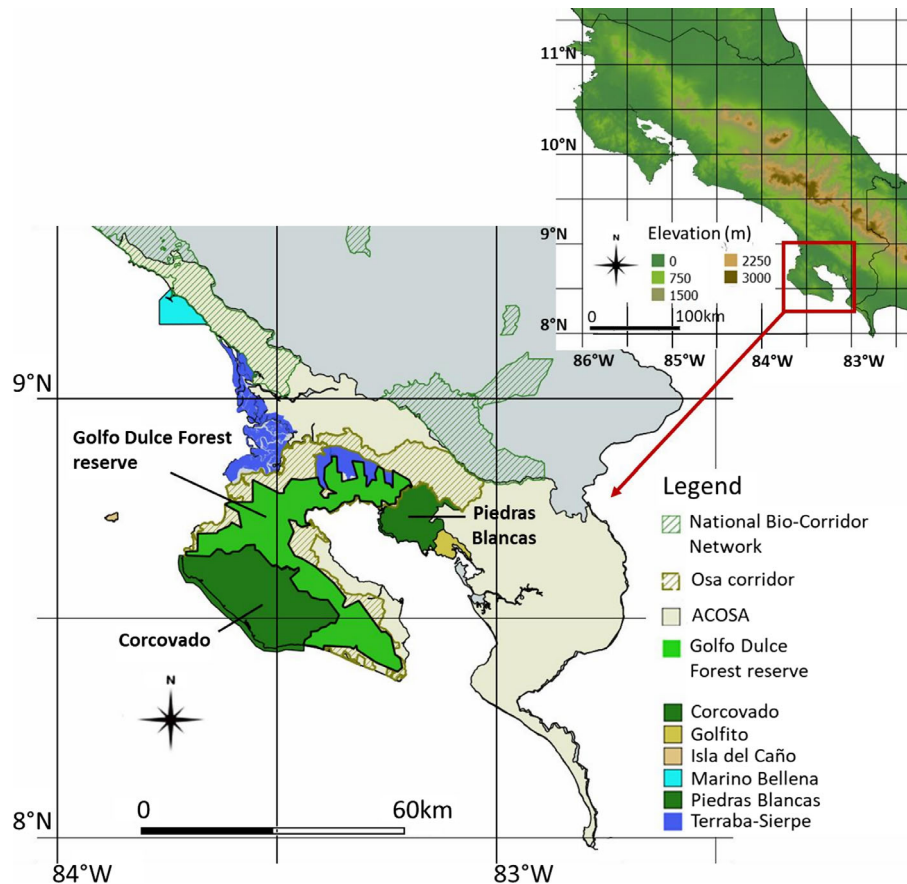 11°N
10°N
9°N
8°N
86°W
85°W
84°W
83°W
N
Elevation (m)
0
750
1500
2250
3000
0
100km
9°N
8°N
84°W
83°W
Golfo Dulce Forest
reserve
Piedras
Blancas
Corcovado
N
0
60km
Legend
National Bio-Corridor
Network
Osa corridor
ACOSA
Golfo Dulce
Forest reserve
Corcovado
Golfito
Isla del Caño
Marino Bellena
Piedras Blancas
Terraba-Sierpe